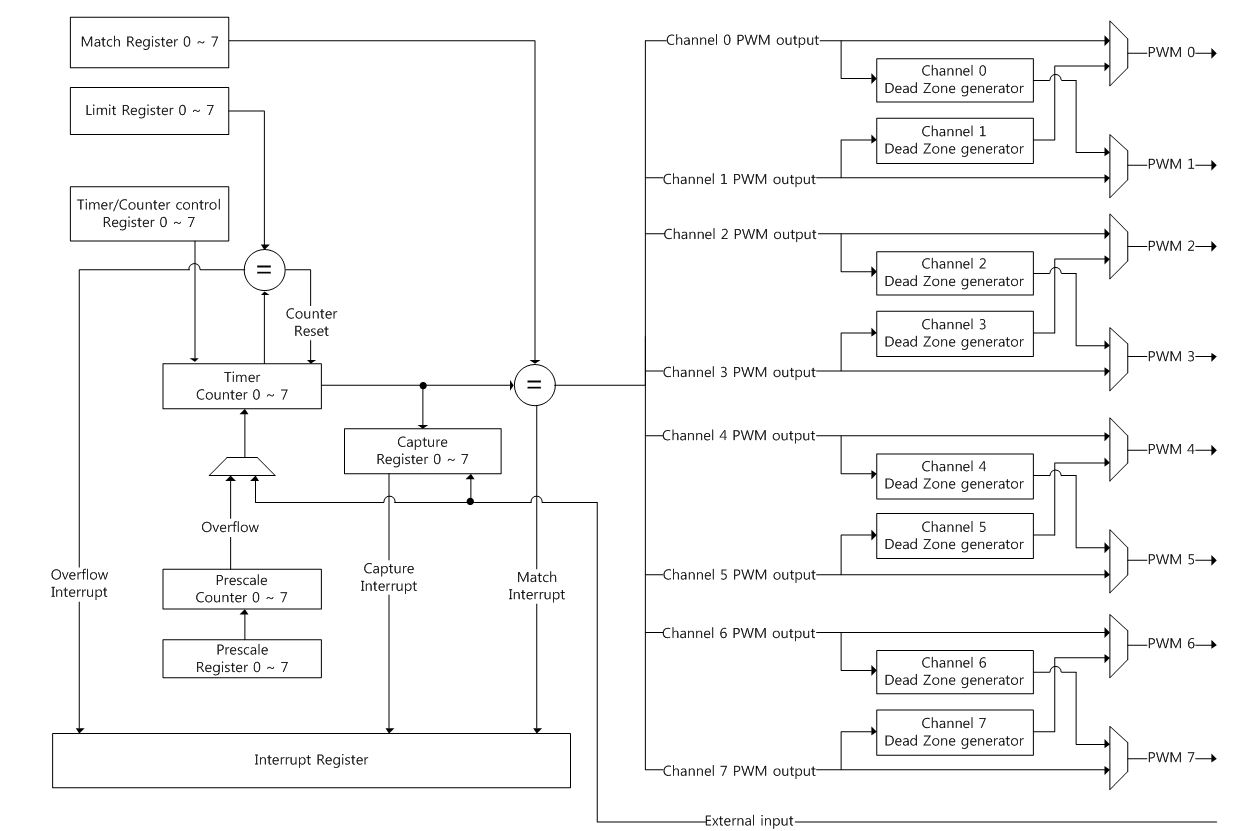 Match Register 0 ~ 7
Limit Register 0 ~ 7
Timer/Counter control
Register 0 ~ 7
=
Counter
Reset
Timer
Counter 0 ~ 7
=
Capture
Register 0 ~ 7
Overflow
Overflow
Interrupt
Capture
Interrupt
Match
Interrupt
Prescale
Counter 0 ~ 7
Prescale
Register 0 ~ 7
Interrupt Register
Channel 0 PWM output
Channel 0
Dead Zone generator
PWM 0
Channel 1
Dead Zone generator
Channel 1 PWM output
PWM 1
Channel 2 PWM output
Channel 2
Dead Zone generator
PWM 2
Channel 3
Dead Zone generator
Channel 3 PWM output
PWM 3
Channel 4 PWM output
Channel 4
Dead Zone generator
PWM 4
Channel 5
Dead Zone generator
Channel 5 PWM output
PWM 5
Channel 6 PWM output
Channel 6
Dead Zone generator
PWM 6
Channel 7
Dead Zone generator
Channel 7 PWM output
PWM 7
External input